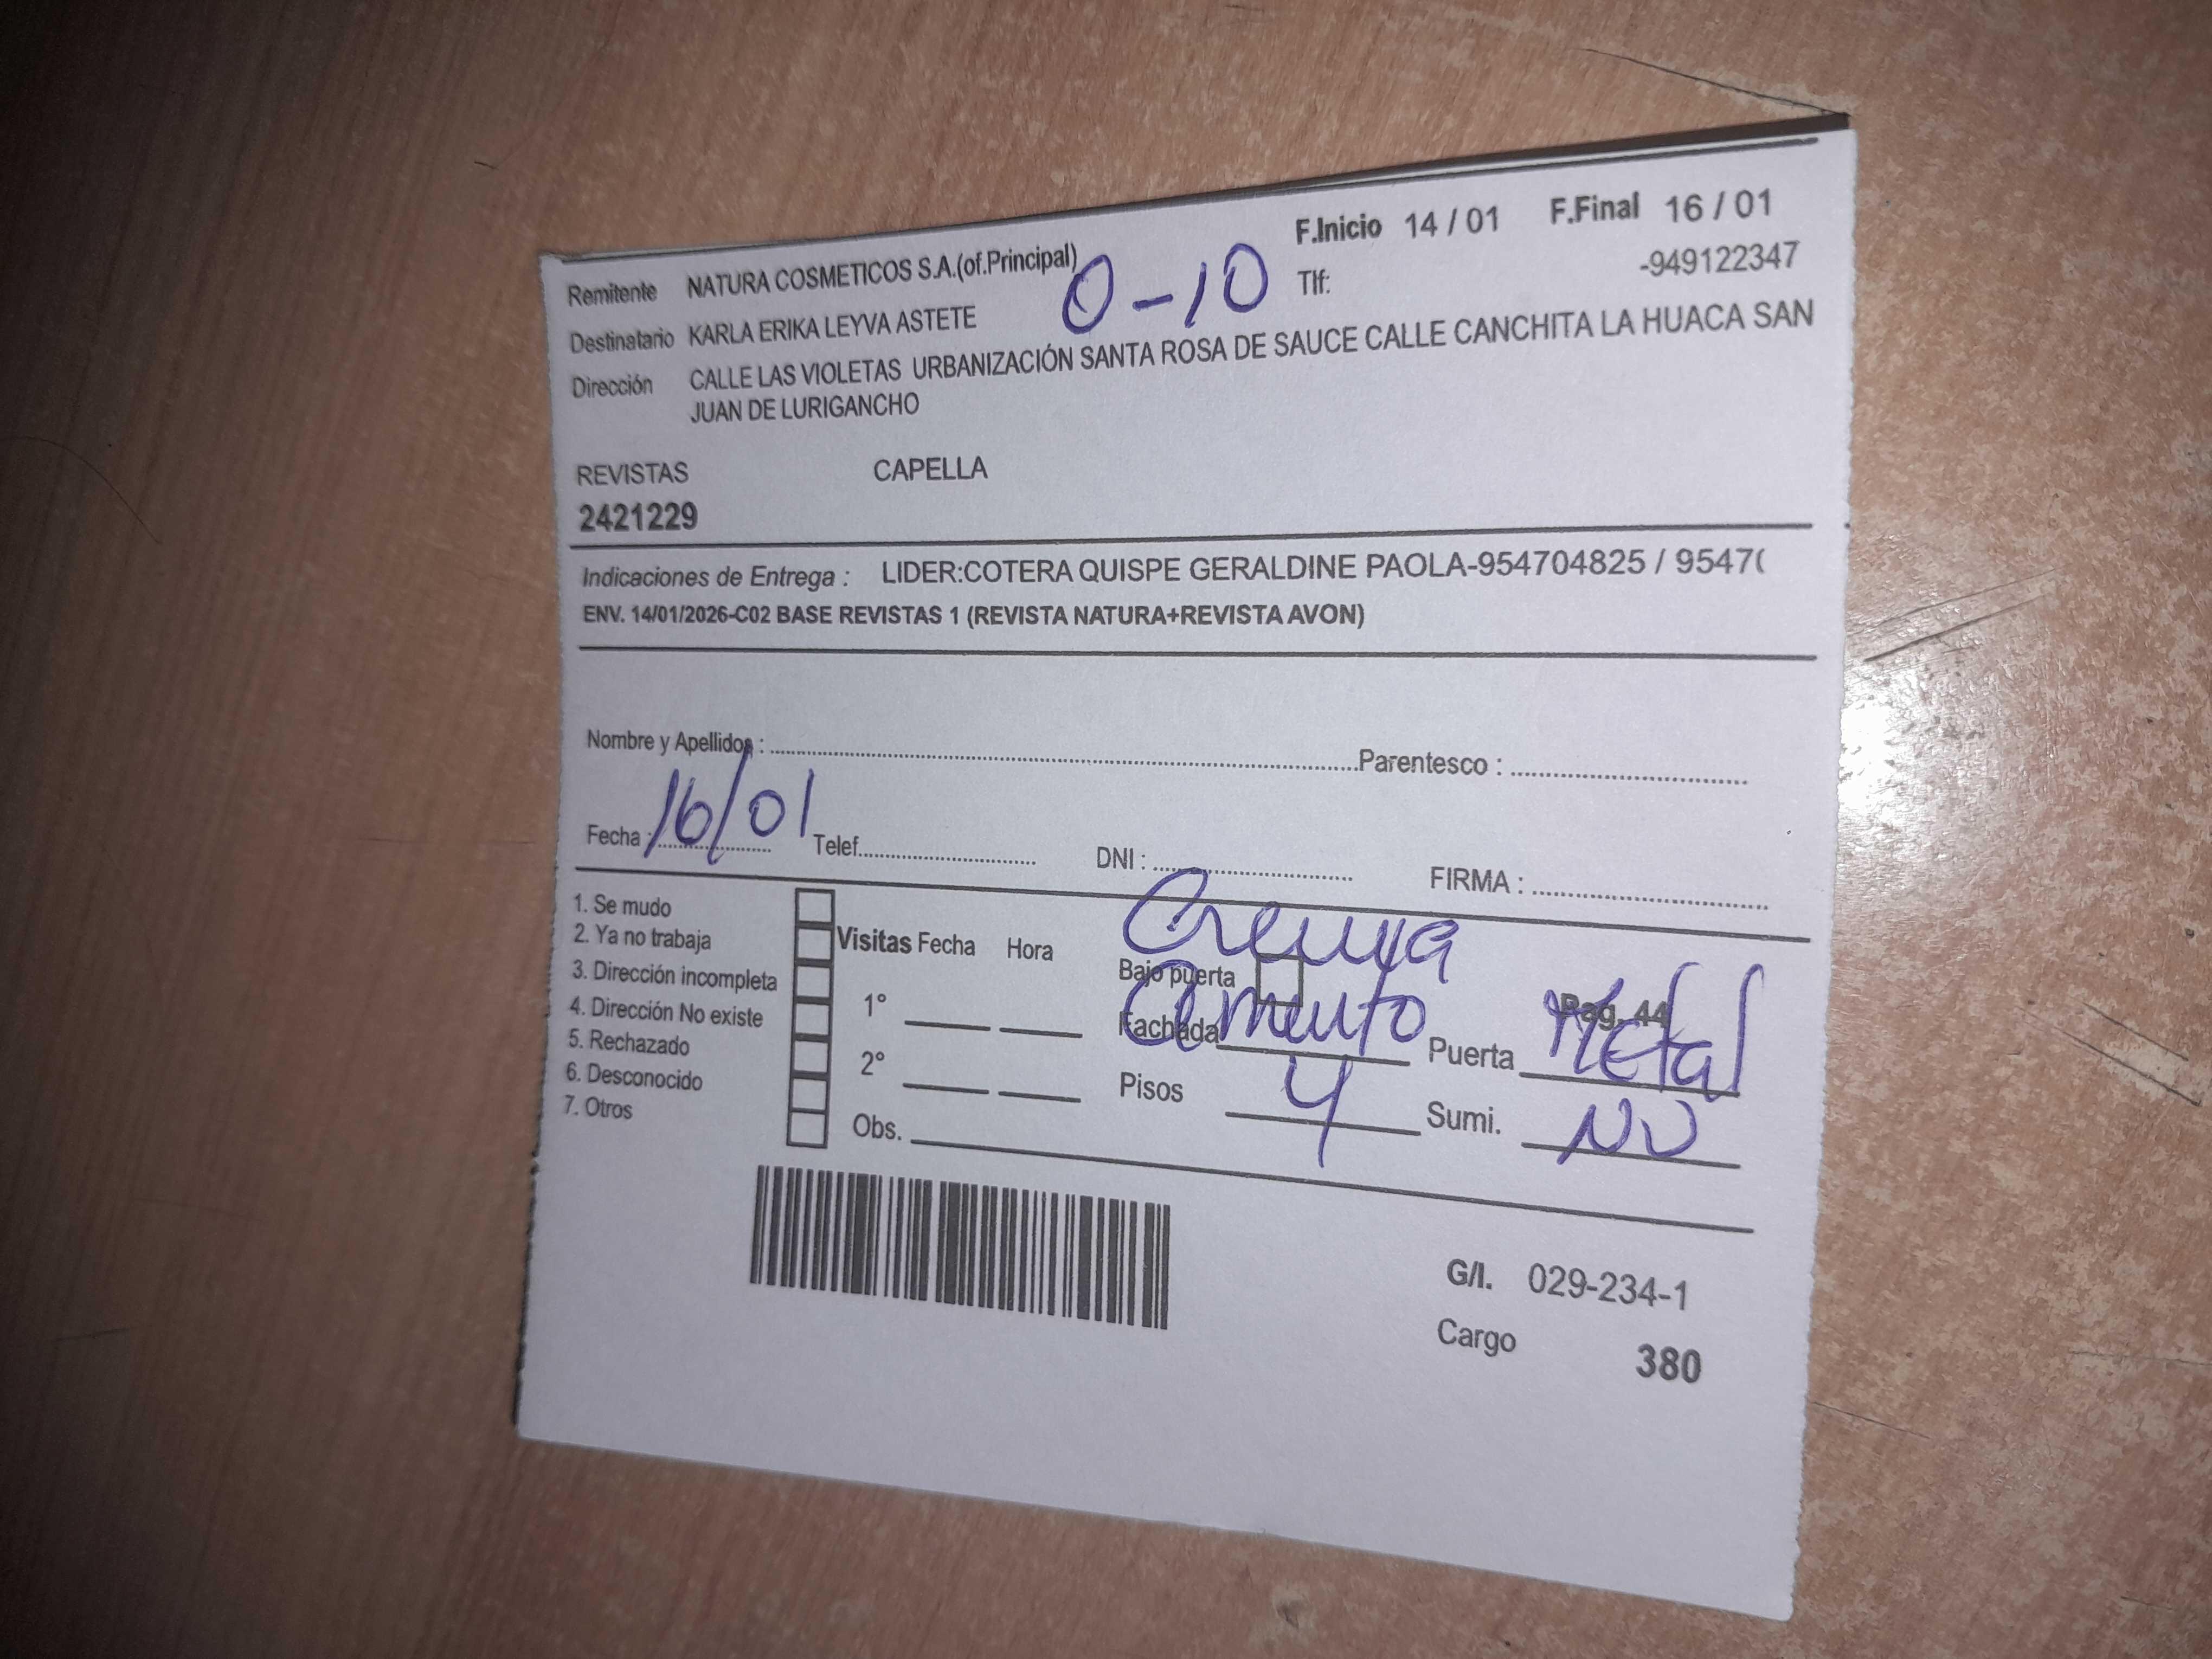 F.Inicio 14 / 01 F.Final 16 / 01
Remitente NATURA COSMETICOS S.A.(of.Principal) 0-10 Tlf: -949122347
Destinatario KARLA ERIKA LEYVA ASTETE
Dirección CALLE LAS VIOLETAS URBANIZACIÓN SANTA ROSA DE SAUCE CALLE CANCHITA LA HUACA SAN
JUAN DE LURIGANCHO
REVISTAS CAPELLA
2421229
Indicaciones de Entrega : LIDER:COTERA QUISPE GERALDINE PAOLA-954704825 / 9547(
ENV. 14/01/2026-C02 BASE REVISTAS 1 (REVISTA NATURA+REVISTA AVON)
Nombre y Apellidos : Parentesco :
Fecha : 16/01 Telef. DNI : FIRMA :
1. Se mudo
2. Ya no trabaja
3. Dirección incompleta
4. Dirección No existe
5. Rechazado
6. Desconocido
7. Otros
Visitas Fecha Hora
1°
2°
Obs.
Crema
Bajo puerta Pag. 44
Fachada Cemento Puerta Metal
Pisos 4 Sumi. NO
G/I. 029-234-1
Cargo 380